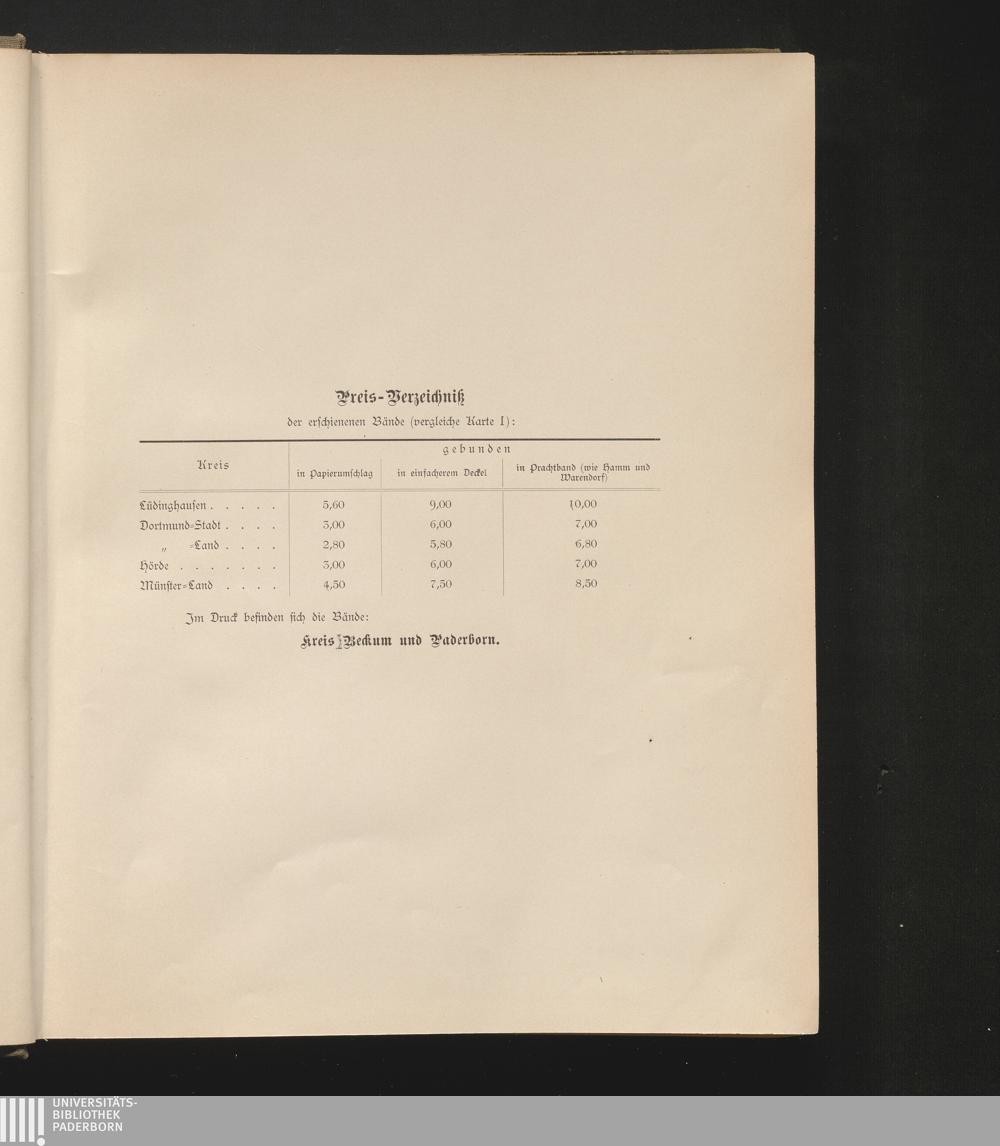 Preis-Verzeichniß
der erschienenen Bände (vergleiche Karte I):
Kreis
gebunden
in Papierumschlag in einfacherem Deckel in Prachtband (wie Hamm und
Warendorf)
Lüdinghausen . . . . . 5,60 9,00 10,00
Dortmund=Stadt . . . . 3,00 6,00 7,00
„ =Land . . . . 2,80 5,80 6,80
Hörde . . . . . . . 3,00 6,00 7,00
Münster=Land . . . . 4,50 7,50 8,50
Im Druck befinden sich die Bände:
Kreis Beckum und Paderborn.
UNIVERSITÄTS-
BIBLIOTHEK
PADERBORN